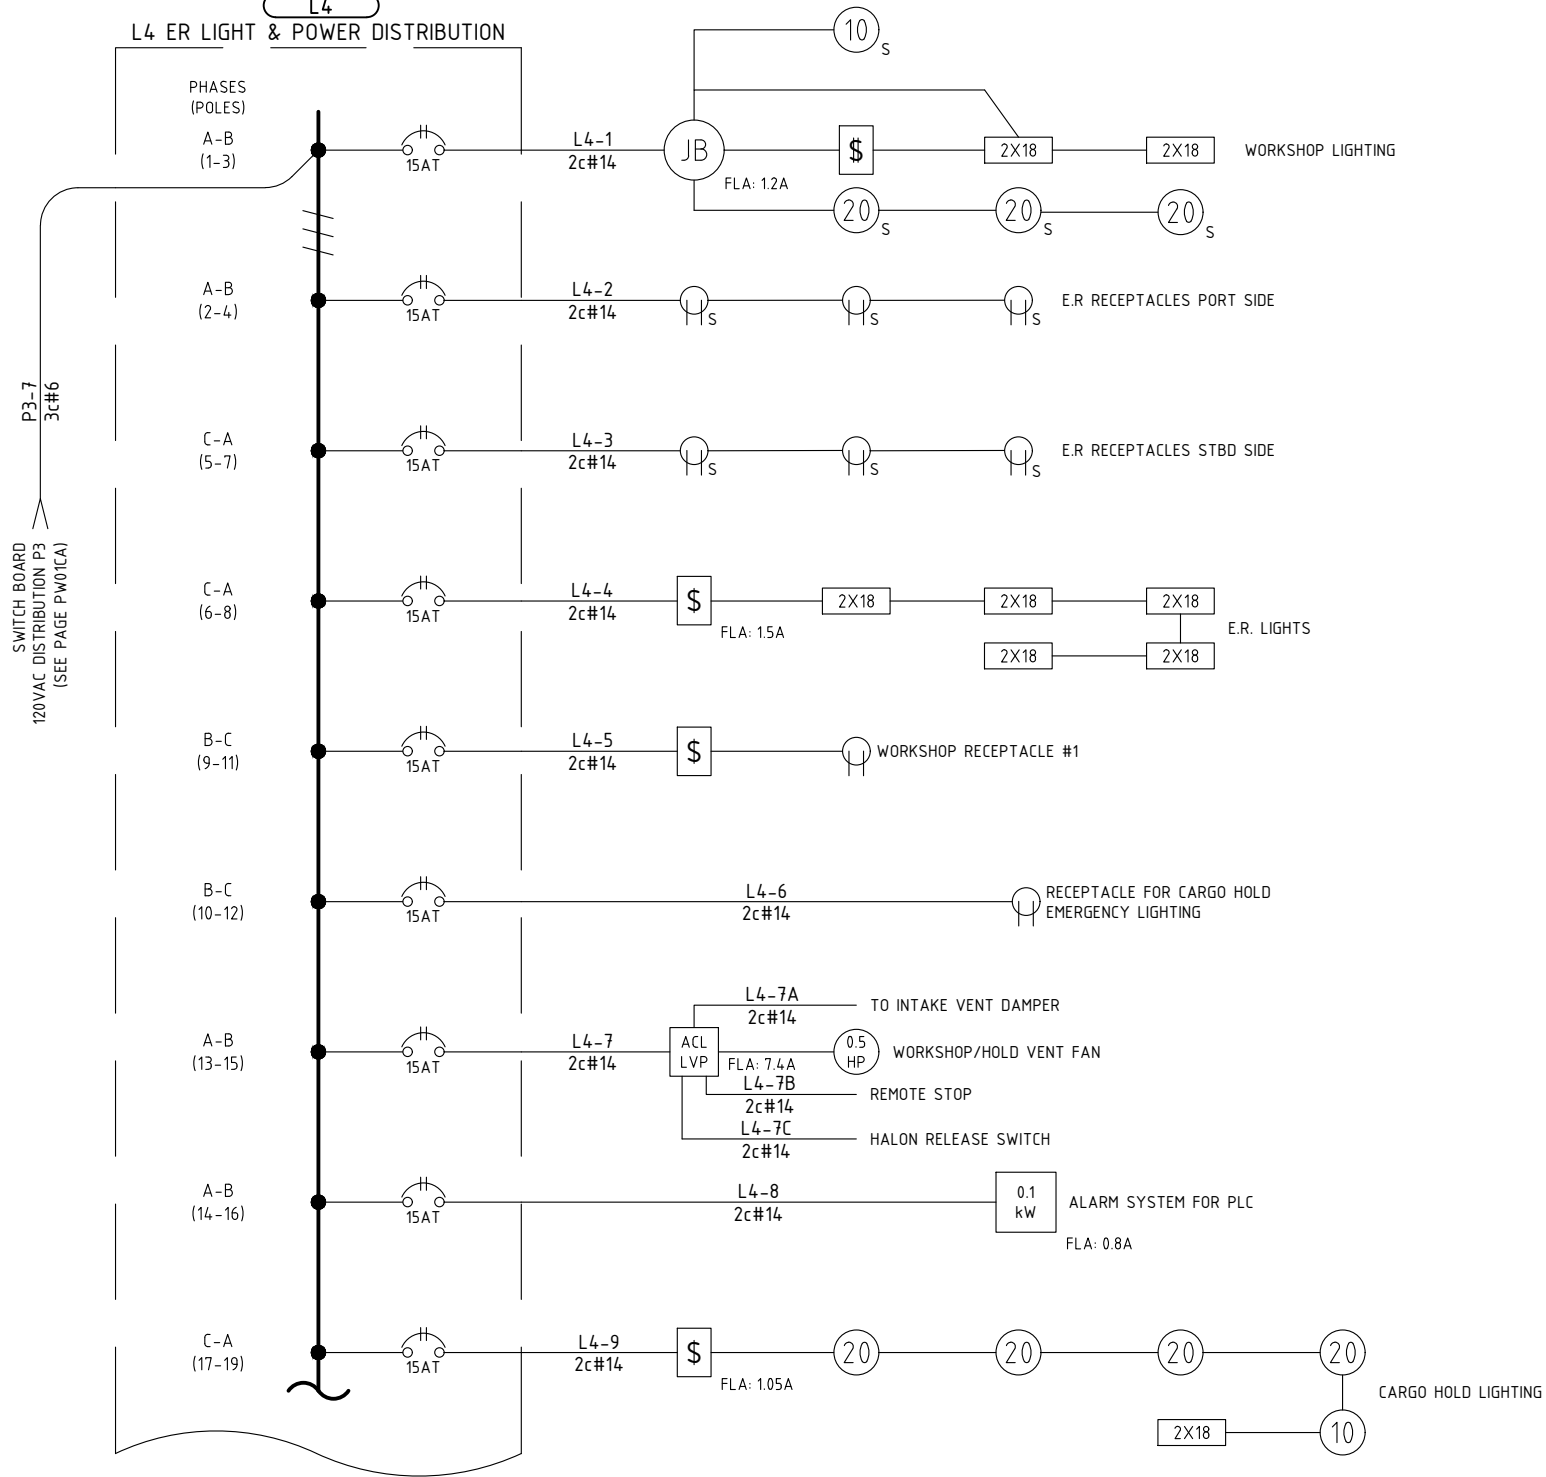 L4
L4 ER LIGHT & POWER DISTRIBUTION
PHASES
(POLES)
A-B
(1-3)
15AT
L4-1
2c#14
JB
FLA: 1.2A
10
S
$
2X18
2X18
WORKSHOP LIGHTING
20
S
20
S
20
S
A-B
(2-4)
15AT
L4-2
2c#14
S
S
S
E.R RECEPTACLES PORT SIDE
P3-7
3c#6
SWITCH BOARD
120VAC DISTRIBUTION P3
(SEE PAGE PW01CA)
C-A
(5-7)
15AT
L4-3
2c#14
S
S
S
E.R RECEPTACLES STBD SIDE
C-A
(6-8)
15AT
L4-4
2c#14
$
FLA: 1.5A
2X18
2X18
2X18
2X18
2X18
E.R. LIGHTS
B-C
(9-11)
15AT
L4-5
2c#14
$
WORKSHOP RECEPTACLE #1
B-C
(10-12)
15AT
L4-6
2c#14
RECEPTACLE FOR CARGO HOLD
EMERGENCY LIGHTING
A-B
(13-15)
15AT
L4-7
2c#14
ACL
LVP
L4-7A
2c#14
TO INTAKE VENT DAMPER
FLA: 7.4A
0.5
HP
WORKSHOP/HOLD VENT FAN
L4-7B
2c#14
REMOTE STOP
L4-7C
2c#14
HALON RELEASE SWITCH
A-B
(14-16)
15AT
L4-8
2c#14
0.1
kW
ALARM SYSTEM FOR PLC
FLA: 0.8A
C-A
(17-19)
15AT
L4-9
2c#14
$
FLA: 1.05A
20
20
20
20
CARGO HOLD LIGHTING
2X18
10